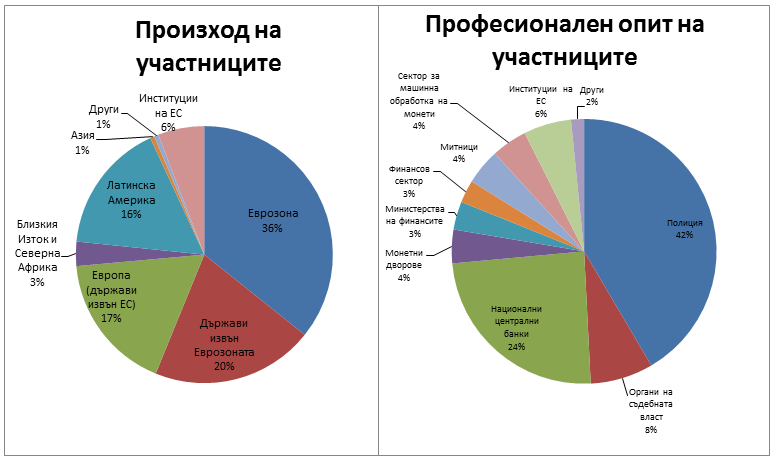 Произход на
участниците
Институции
на ЕС
6%
Други
1%
Азия
1%
Латинска
Америка
16%
Близкия
Изток и
Северна
Африка
3%
Европа
(държави
извън ЕС)
17%
Държави
извън
Еврозоната
20%
Еврозона
36%
Професионален опит на
участниците
Сектор за
машинна
обработка на
монети
4%
Институции на
ЕС
6%
Други
2%
Митници
4%
Финансов
сектор
3%
Министерства
на финансите
3%
Монетни
дворове
4%
Национални
централни
банки
24%
Органи на
съдебната
власт
8%
Полиция
42%